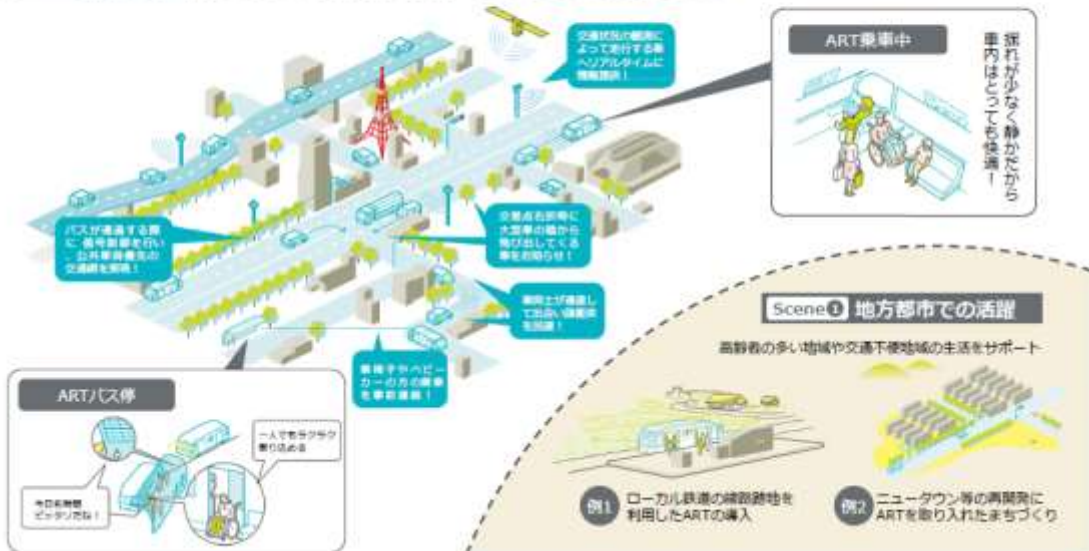 交通状況の観測に
よって走行する車
へリアルタイムに
情報提供！
ART乗車中
揺れが少なく静かだから
車内はとっても快適！
バスが通過する際
に信号制御を行い
、公共車両優先の
交通網を実現！
交差点右折時に
大型車の陰から
飛び出してくる
車をお知らせ！
車同士が通信し
て出会い頭衝突
を回避！
車椅子やベビー
カーの方の乗車
を事前連絡！
ARTバス停
一人でもラクラク
乗り込める
今日も時間
ピッタリだね！
Scene❶ 地方都市での活躍
高齢者の多い地域や交通不便地域の生活をサポート
例1
ローカル鉄道の線路跡地を
利用したARTの導入
例2
ニュータウン等の再開発に
ARTを取り入れたまちづくり